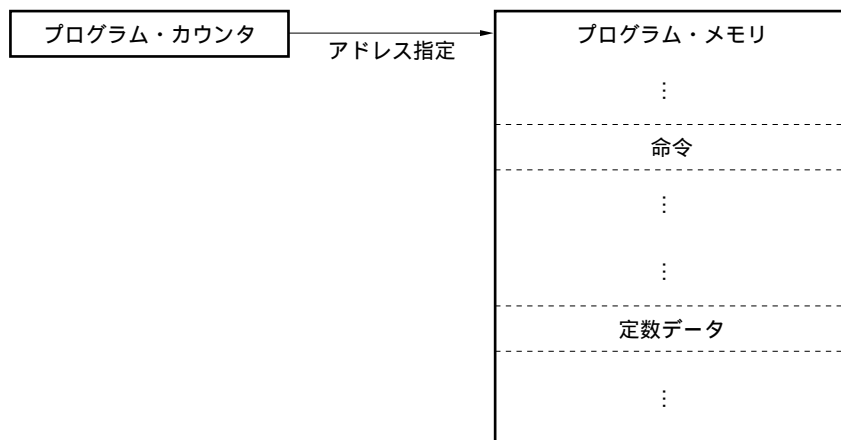 プログラム・カウンタ
アドレス指定
プログラム・メモリ
⋮
命令
⋮
⋮
定数データ
⋮